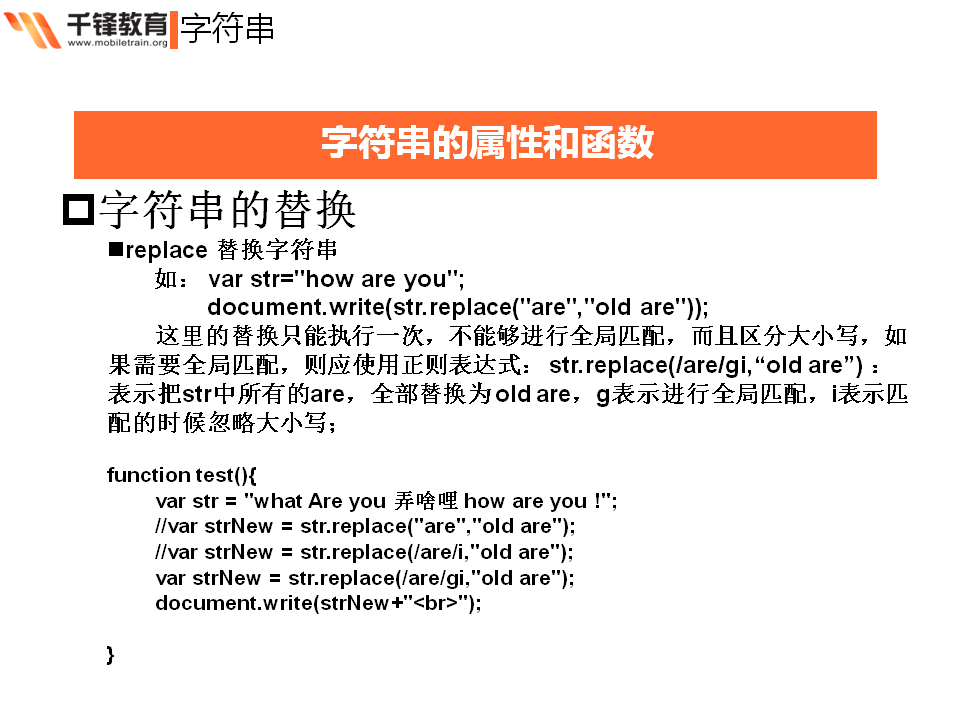 千锋教育 字符串
www.mobiletrain.org
字符串的属性和函数
字符串的替换
replace 替换字符串
如： var str="how are you";
document.write(str.replace("are","old are"));
这里的替换只能执行一次，不能够进行全局匹配，而且区分大小写，如
果需要全局匹配，则应使用正则表达式：str.replace(/are/gi,“old are”)：
表示把str中所有的are，全部替换为old are，g表示进行全局匹配，i表示匹
配的时候忽略大小写；
function test(){
var str = "what Are you 弄啥哩 how are you !";
//var strNew = str.replace("are","old are");
//var strNew = str.replace(/are/i,"old are");
var strNew = str.replace(/are/gi,"old are");
document.write(strNew+"<br>");
}